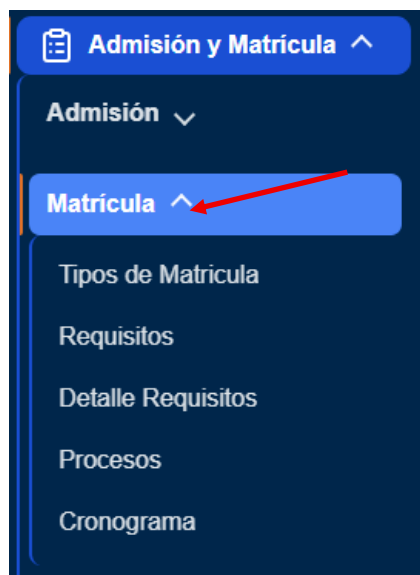 Admisión y Matrícula
Admisión
Matrícula
Tipos de Matricula
Requisitos
Detalle Requisitos
Procesos
Cronograma